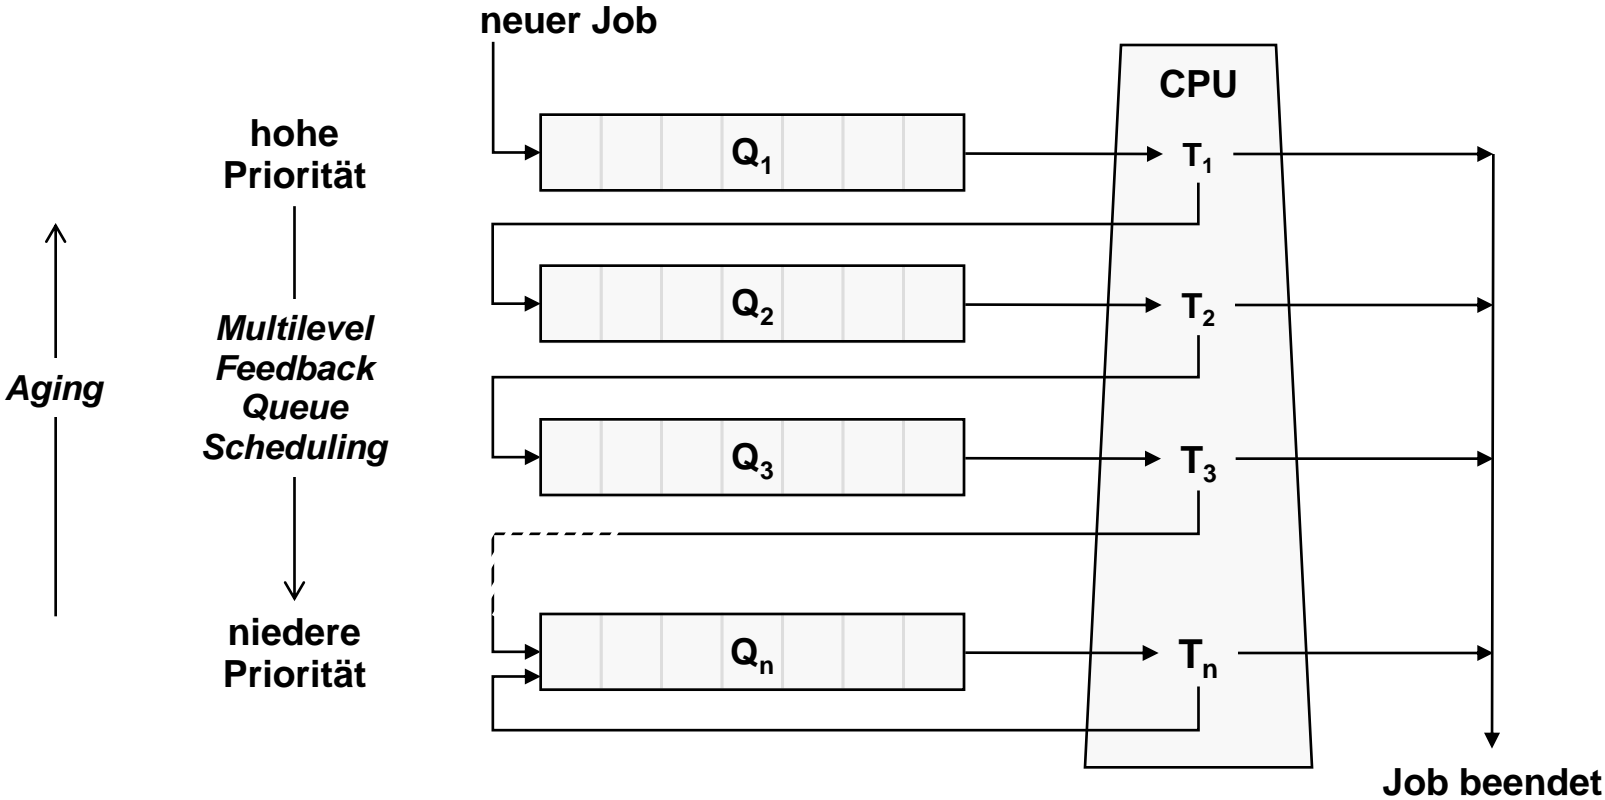 neuer Job
CPU
hohe
Priorität
Q1
T1
Q2
T2
Multilevel
Feedback
Queue
Scheduling
Aging
Q3
T3
niedere
Priorität
Qn
Tn
Job beendet